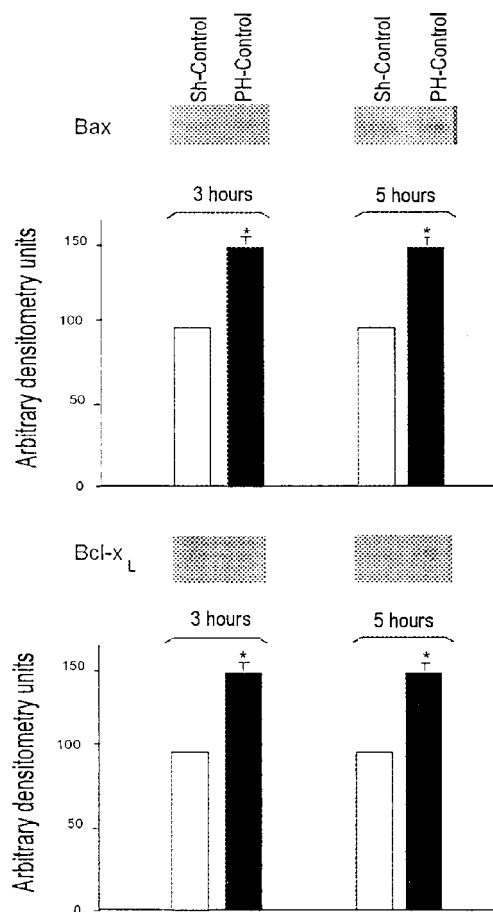 Sh-Control PH-Control Sh-Control PH-Control
Bax
3 hours 5 hours
* *
150
100
50
0
Arbitrary densitometry units
Bcl-x L
3 hours 5 hours
* *
150
100
50
0
Arbitrary densitometry units